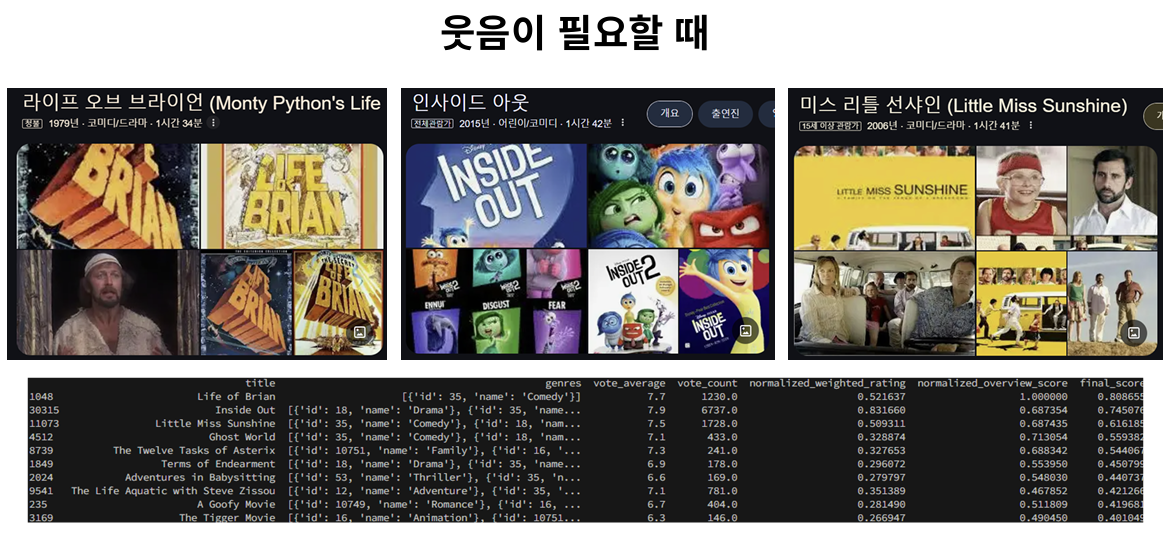 웃음이 필요할 때
라이프 오브 브라이언 (Monty Python's Life
청불 1979년 · 코미디/드라마 · 1시간 34분
LIFE OF BRIAN
BRIAN
BRIAN
인사이드 아웃
개요
출연진
전체관람가 2015년 · 어린이/코미디 · 1시간 42분
Disney
INSIDE OUT
ENNUI
DISGUST
FEAR
INSIDE OUT 2
INSIDE OUT
미스 리틀 선샤인 (Little Miss Sunshine)
15세 이상 관람가 2006년 · 코미디/드라마 · 1시간 41분
LITTLE MISS SUNSHINE
title genres vote_average vote_count normalized_weighted_rating normalized_overview_score final_score
1048 Life of Brian [{'id': 35, 'name': 'Comedy'}] 7.7 1230.0 0.521637 1.000000 0.808655
30315 Inside Out [{'id': 18, 'name': 'Drama'}, {'id': 35, 'name... 7.9 6737.0 0.831660 0.687354 0.745076
11073 Little Miss Sunshine [{'id': 35, 'name': 'Comedy'}, {'id': 18, 'nam... 7.5 1728.0 0.509311 0.687435 0.616185
4512 Ghost World [{'id': 35, 'name': 'Comedy'}, {'id': 18, 'nam... 7.1 433.0 0.328874 0.713054 0.559382
8739 The Twelve Tasks of Asterix [{'id': 10751, 'name': 'Family'}, {'id': 16, '... 7.3 241.0 0.327653 0.688342 0.544067
1849 Terms of Endearment [{'id': 18, 'name': 'Drama'}, {'id': 35, 'name... 6.9 178.0 0.296072 0.553950 0.450799
2024 Adventures in Babysitting [{'id': 53, 'name': 'Thriller'}, {'id': 35, 'n... 6.6 169.0 0.279797 0.548030 0.440737
9541 The Life Aquatic with Steve Zissou [{'id': 12, 'name': 'Adventure'}, {'id': 35, '... 7.1 781.0 0.351389 0.467852 0.421266
235 A Goofy Movie [{'id': 10749, 'name': 'Romance'}, {'id': 16, ... 6.7 404.0 0.281490 0.511809 0.419681
3169 The Tigger Movie [{'id': 16, 'name': 'Animation'}, {'id': 10751... 6.3 146.0 0.266947 0.490450 0.401049